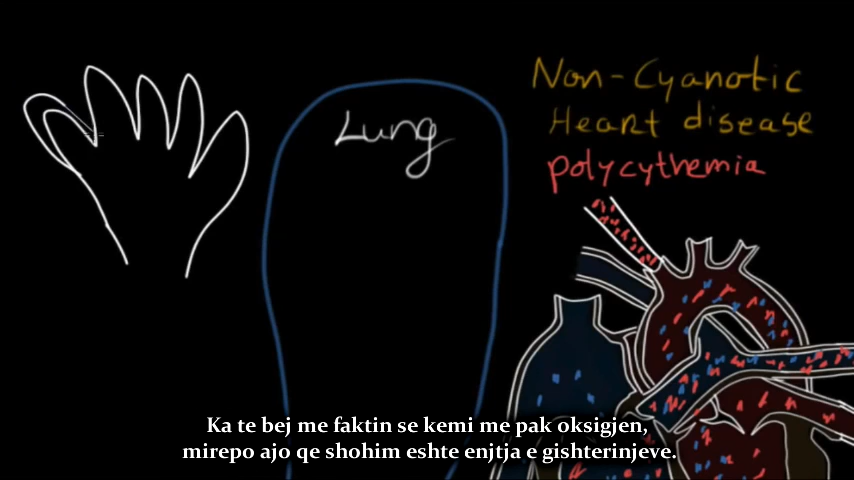 Non-Cyanotic
Heart disease
polycythemia
Lung
Ka te bej me faktin se kemi me pak oksigjen,
mirepo ajo qe shohim eshte enjtja e gishterinjeve.